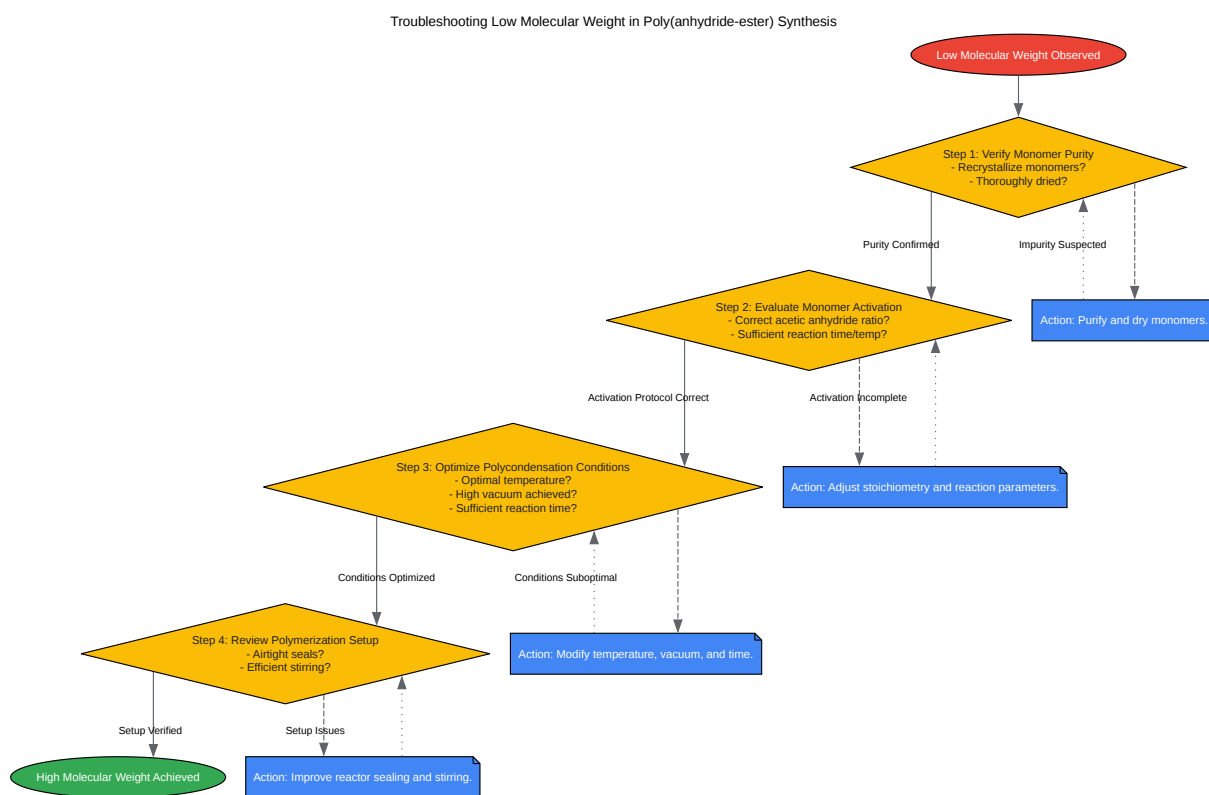 Troubleshooting Low Molecular Weight in Poly(anhydride-ester) Synthesis
Low Molecular Weight Observed
Step 1: Verify Monomer Purity
- Recrystallize monomers?
- Thoroughly dried?
Purity Confirmed
Impurity Suspected
Action: Purify and dry monomers.
Step 2: Evaluate Monomer Activation
- Correct acetic anhydride ratio?
- Sufficient reaction time/temp?
Activation Protocol Correct
Activation Incomplete
Action: Adjust stoichiometry and reaction parameters.
Step 3: Optimize Polycondensation Conditions
- Optimal temperature?
- High vacuum achieved?
- Sufficient reaction time?
Conditions Optimized
Conditions Suboptimal
Action: Modify temperature, vacuum, and time.
Step 4: Review Polymerization Setup
- Airtight seals?
- Efficient stirring?
Setup Verified
Setup Issues
High Molecular Weight Achieved
Action: Improve reactor sealing and stirring.